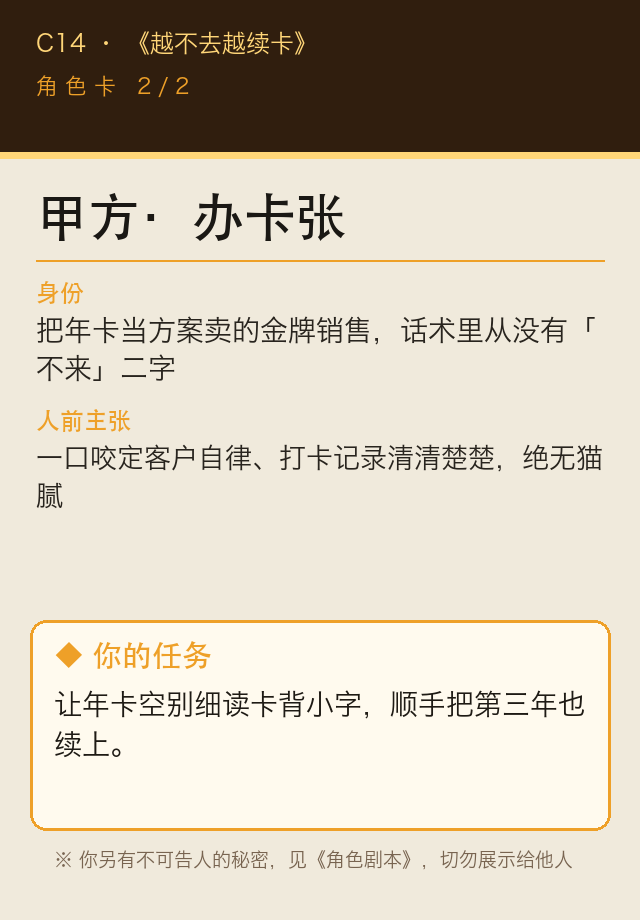 C14 · 《越不去越续卡》
角色卡 2/2
甲方· 办卡张
身份
把年卡当方案卖的金牌销售，话术里从没有「
不来」二字
人前主张
一口咬定客户自律、打卡记录清清楚楚，绝无猫
腻
◆ 你的任务
让年卡空别细读卡背小字，顺手把第三年也
续上。
※ 你另有不可告人的秘密，见《角色剧本》，切勿展示给他人